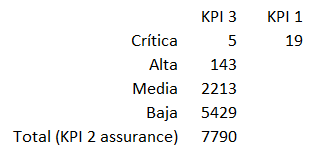 KPI 3 KPI 1
Crítica 5 19
Alta 143
Media 2213
Baja 5429
Total (KPI 2 assurance) 7790